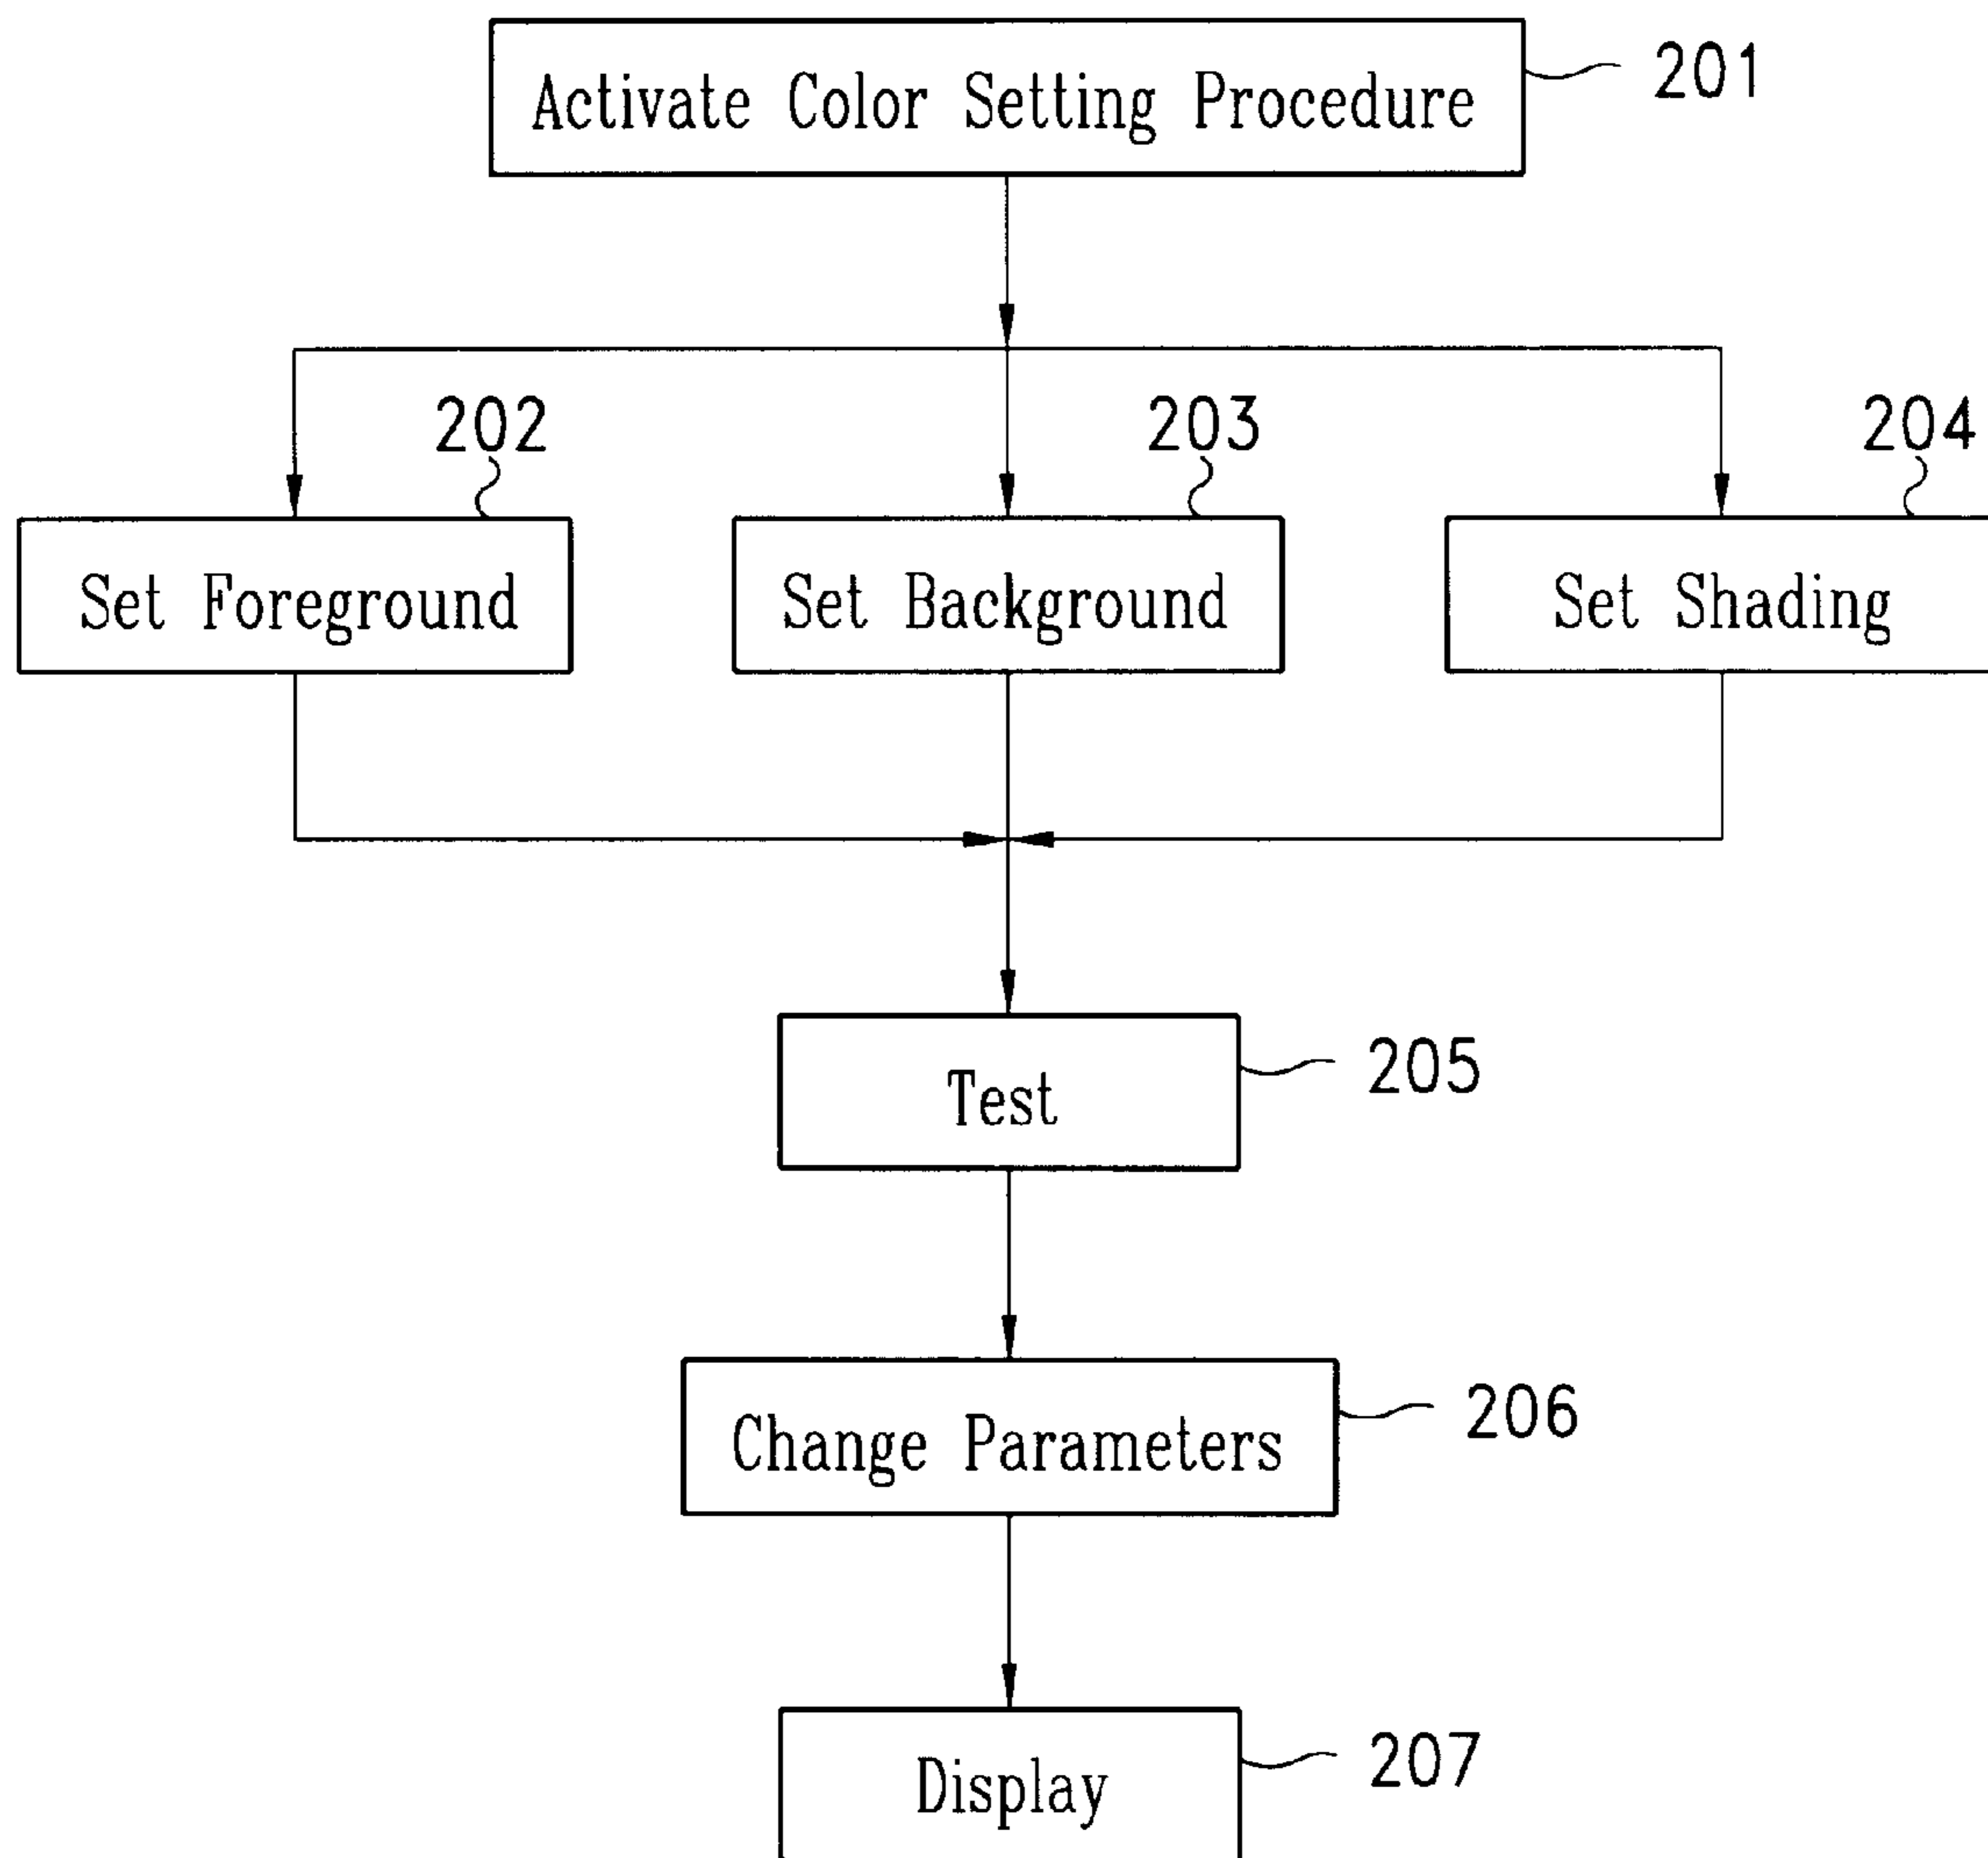 Activate Color Setting Procedure
201
202
203
204
Set Foreground
Set Background
Set Shading
Test
205
Change Parameters
206
Display
207